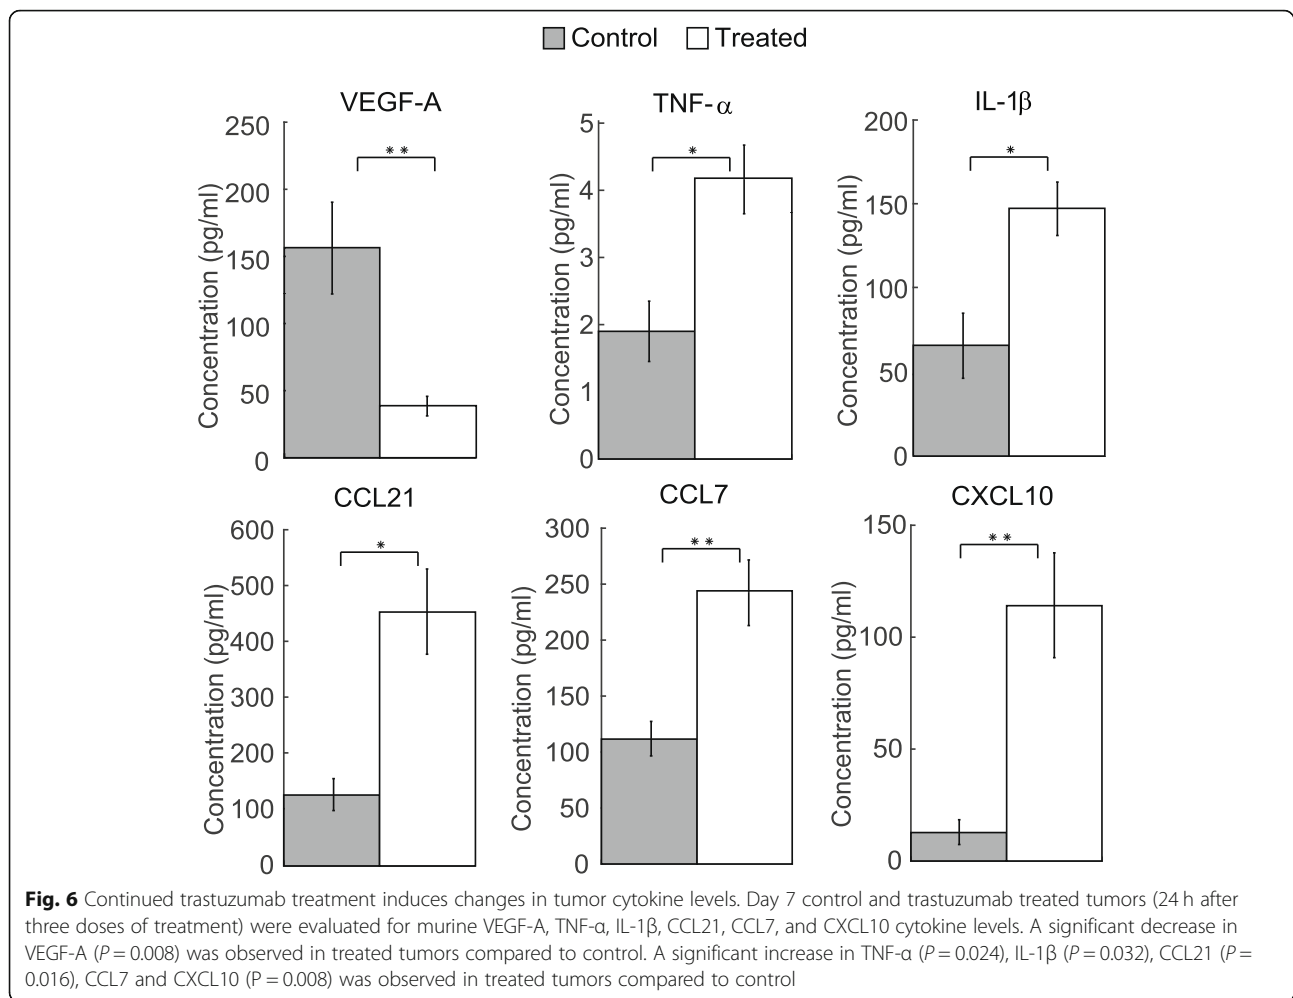 Control Treated
VEGF-A
TNF-α
IL-1β
Concentration (pg/ml)
250
200
150
100
50
0
**
Concentration (pg/ml)
5
4
3
2
1
0
*
Concentration (pg/ml)
200
150
100
50
0
*
CCL21
CCL7
CXCL10
Concentration (pg/ml)
600
500
400
300
200
100
0
*
Concentration (pg/ml)
300
250
200
150
100
50
0
**
Concentration (pg/ml)
150
100
50
0
**
Fig. 6 Continued trastuzumab treatment induces changes in tumor cytokine levels. Day 7 control and trastuzumab treated tumors (24 h after
three doses of treatment) were evaluated for murine VEGF-A, TNF-α, IL-1β, CCL21, CCL7, and CXCL10 cytokine levels. A significant decrease in
VEGF-A (P = 0.008) was observed in treated tumors compared to control. A significant increase in TNF-α (P = 0.024), IL-1β (P = 0.032), CCL21 (P =
0.016), CCL7 and CXCL10 (P = 0.008) was observed in treated tumors compared to control